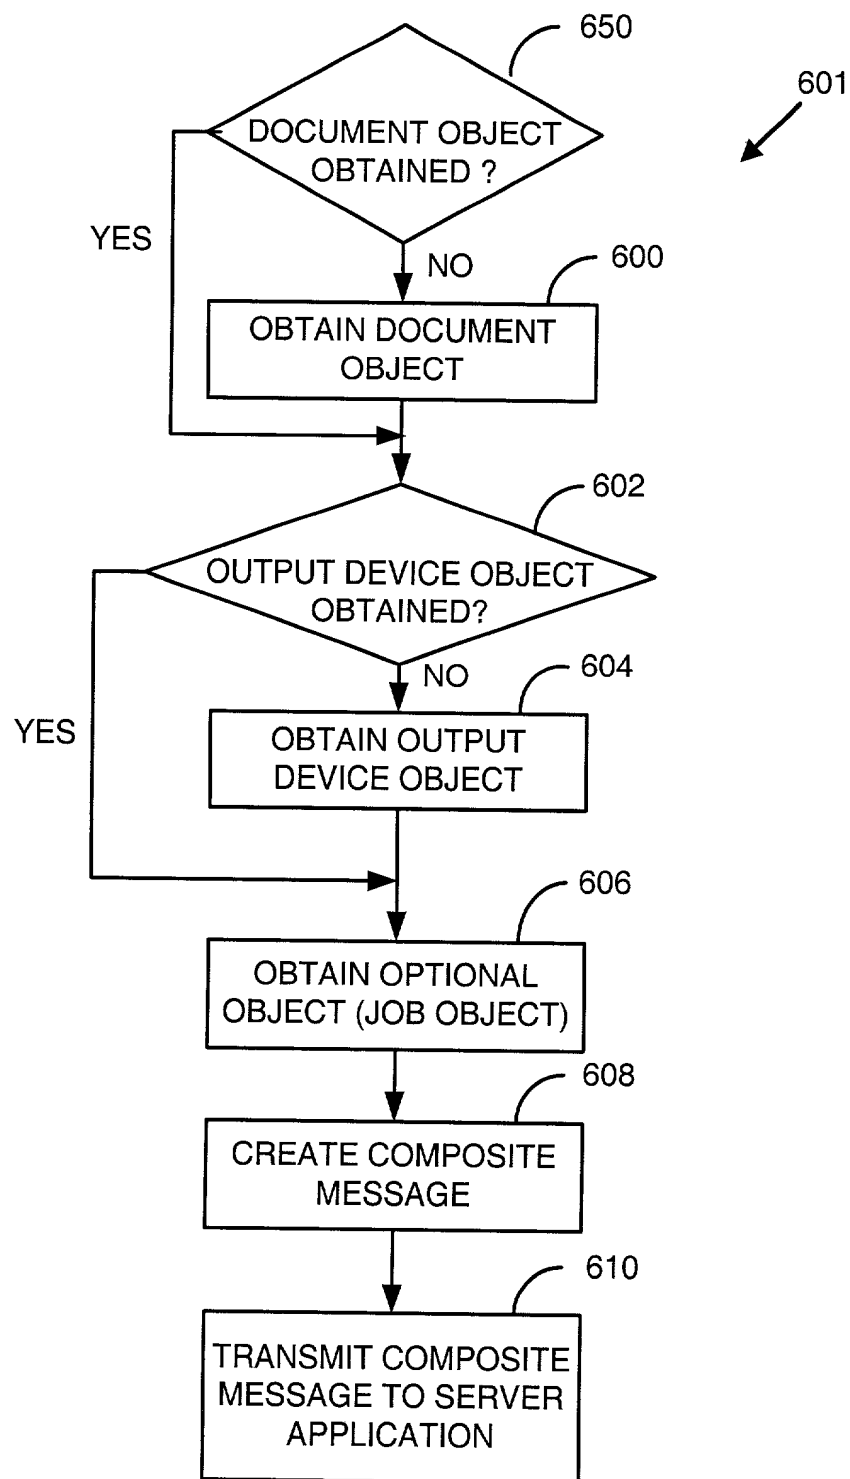 650
601
DOCUMENT OBJECT
OBTAINED ?
YES
NO
600
OBTAIN DOCUMENT
OBJECT
602
OUTPUT DEVICE OBJECT
OBTAINED?
NO
604
YES
OBTAIN OUTPUT
DEVICE OBJECT
606
OBTAIN OPTIONAL
OBJECT (JOB OBJECT)
608
CREATE COMPOSITE
MESSAGE
610
TRANSMIT COMPOSITE
MESSAGE TO SERVER
APPLICATION